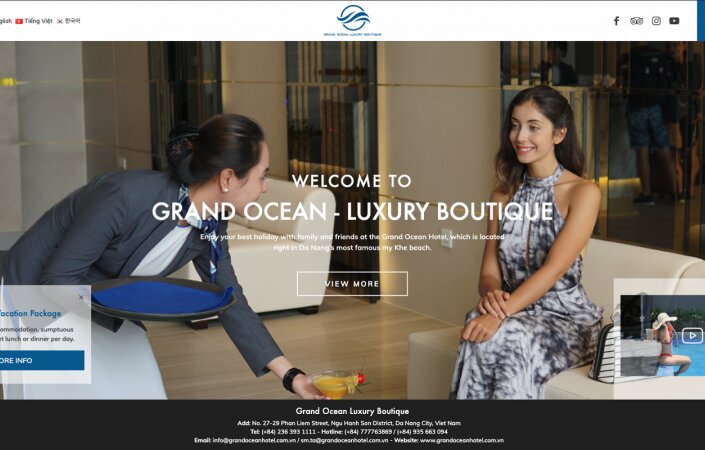 glish Tiếng Việt 한국어
GRAND OCEAN LUXURY BOUTIQUE
WELCOME TO
GRAND OCEAN - LUXURY BOUTIQUE
Enjoy your best holiday with family and friends at the Grand Ocean Hotel, which is located
right in Da Nang's most famous my Khe beach.
VIEW MORE
acation Package
ommodation, sumptuous
et lunch or dinner per day.
ORE INFO
Grand Ocean Luxury Boutique
Add: No. 27-29 Phan Liem Street, Ngu Hanh Son District, Da Nang City, Viet Nam
Tel: (+84) 236 393 1111 - Hotline: (+84) 777763869 / (+84) 935 663 094
Email: info@grandoceanhotel.com.vn / sm.ta@grandoceanhotel.com.vn - Website: www.grandoceanhotel.com.vn